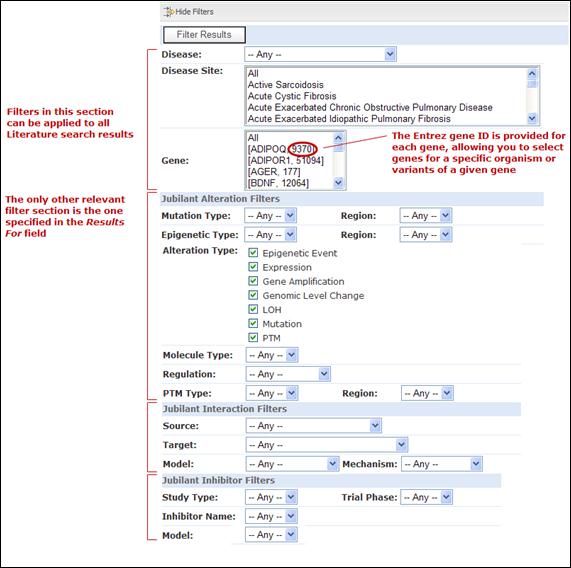 Hide Filters
Filter Results
Disease: -- Any --
Disease Site:
All
Active Sarcoidosis
Acute Cystic Fibrosis
Acute Exacerbated Chronic Obstructive Pulmonary Disease
Acute Exacerbated Idiopathic Pulmonary Fibrosis
Filters in this section
can be applied to all
Literature search results
Gene:
All
[ADIPOQ, 9370]
[ADIPOR1, 51094]
[AGER, 177]
[BDNF, 12064]
The Entrez gene ID is provided for
each gene, allowing you to select
genes for a specific organism or
variants of a given gene
The only other relevant
filter section is the one
specified in the Results
For field
Jubilant Alteration Filters
Mutation Type: -- Any -- Region: -- Any --
Epigenetic Type: -- Any -- Region: -- Any --
Alteration Type:
Epigenetic Event
Expression
Gene Amplification
Genomic Level Change
LOH
Mutation
PTM
Molecule Type: -- Any --
Regulation: -- Any --
PTM Type: -- Any -- Region: -- Any --
Jubilant Interaction Filters
Source: -- Any --
Target: -- Any --
Model: -- Any -- Mechanism: -- Any --
Jubilant Inhibitor Filters
Study Type: -- Any -- Trial Phase: -- Any --
Inhibitor Name: -- Any --
Model: -- Any --